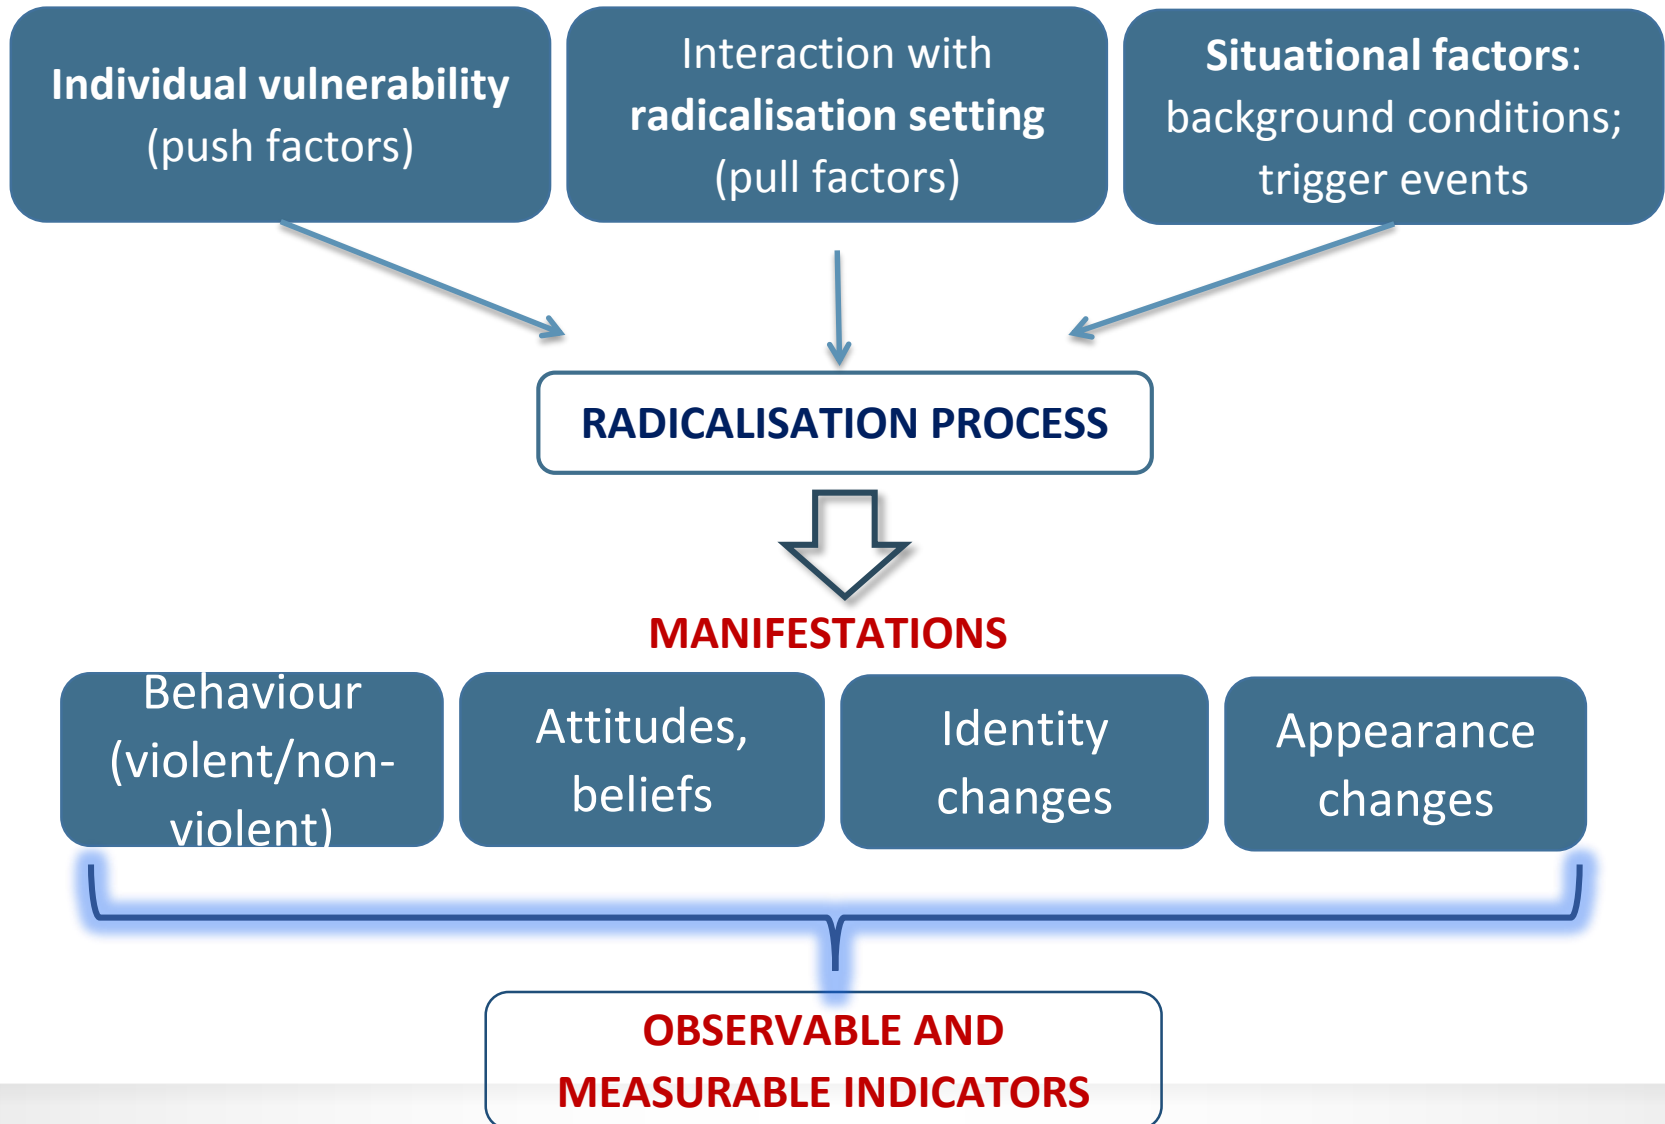 Individual vulnerability
(push factors)
Interaction with
radicalisation setting
(pull factors)
Situational factors:
background conditions;
trigger events
RADICALISATION PROCESS
MANIFESTATIONS
Behaviour
(violent/non-
violent)
Attitudes,
beliefs
Identity
changes
Appearance
changes
OBSERVABLE AND
MEASURABLE INDICATORS